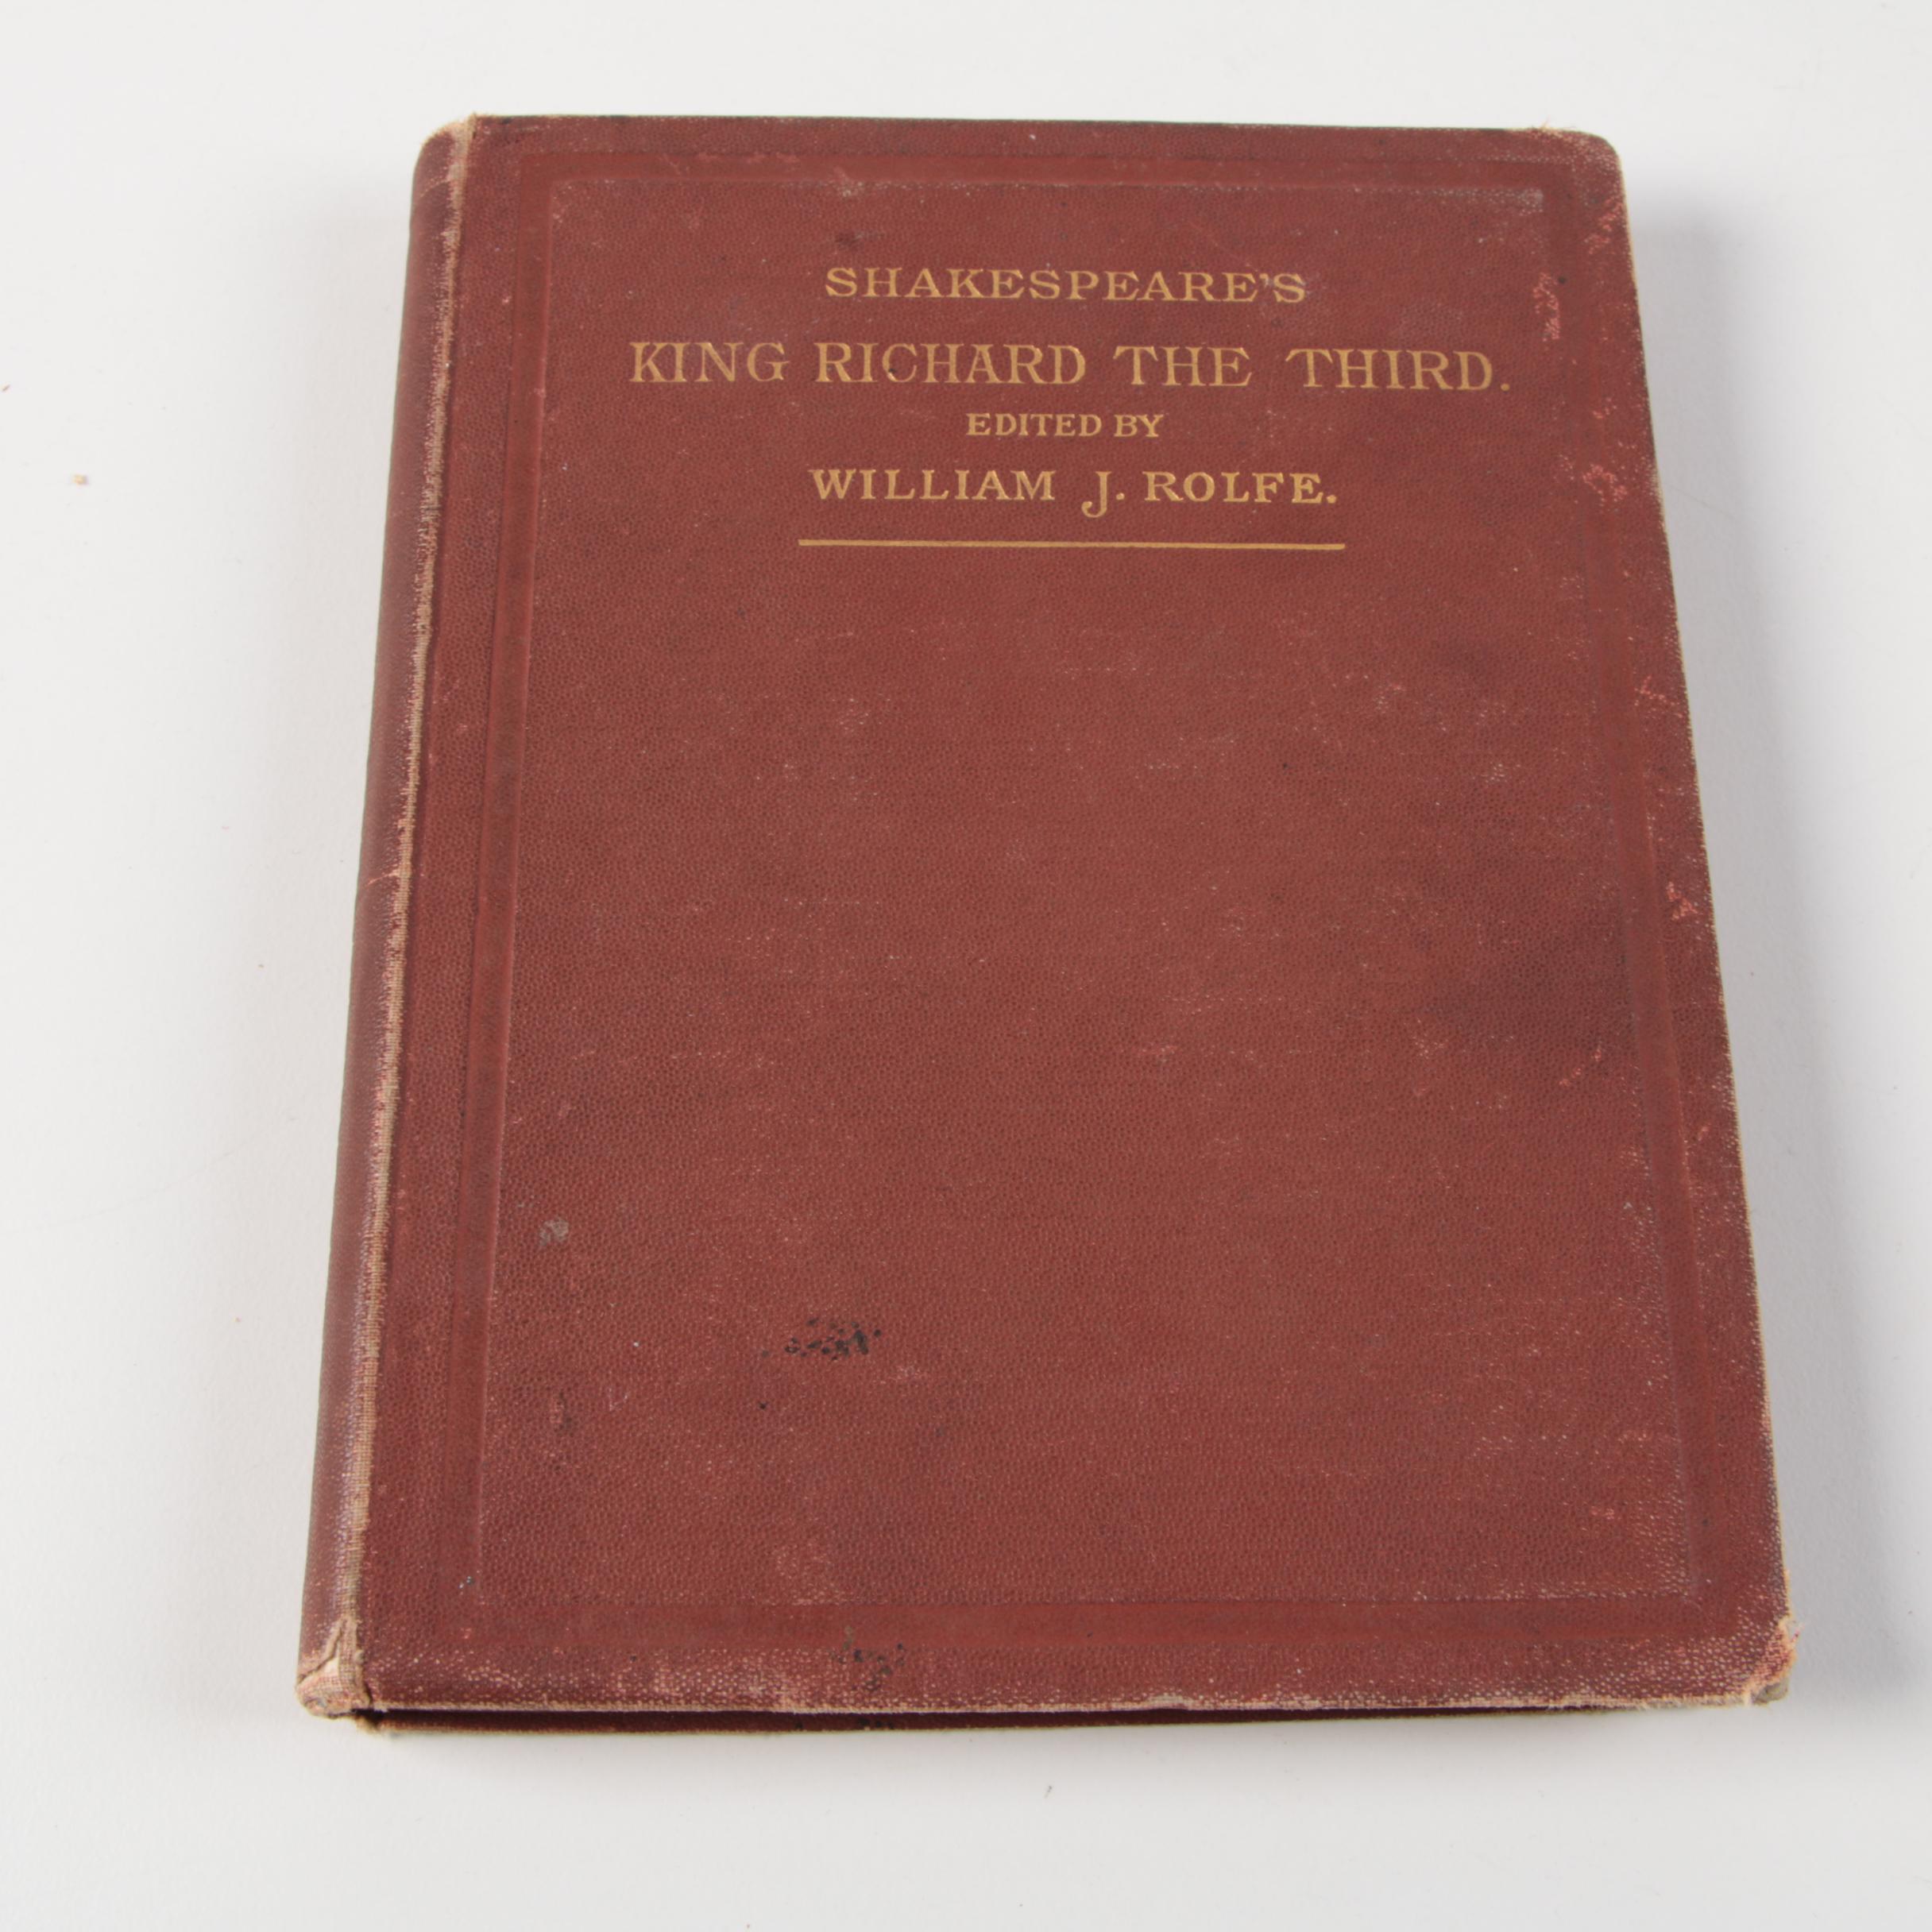 SHAKESPEARE'S
KING RICHARD THE THIRD.
EDITED BY
WILLIAM J. ROLFE.